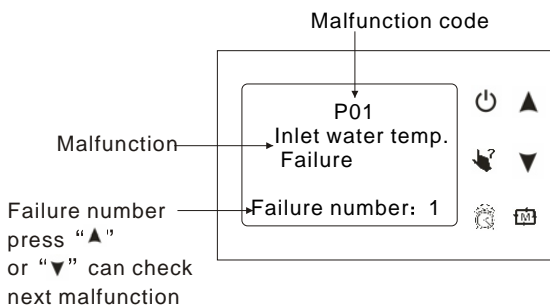 Malfunction code
P01
Inlet water temp.
Failure
Failure number: 1
Malfunction
Failure number
press “▲”
or “▼” can check
next malfunction
M